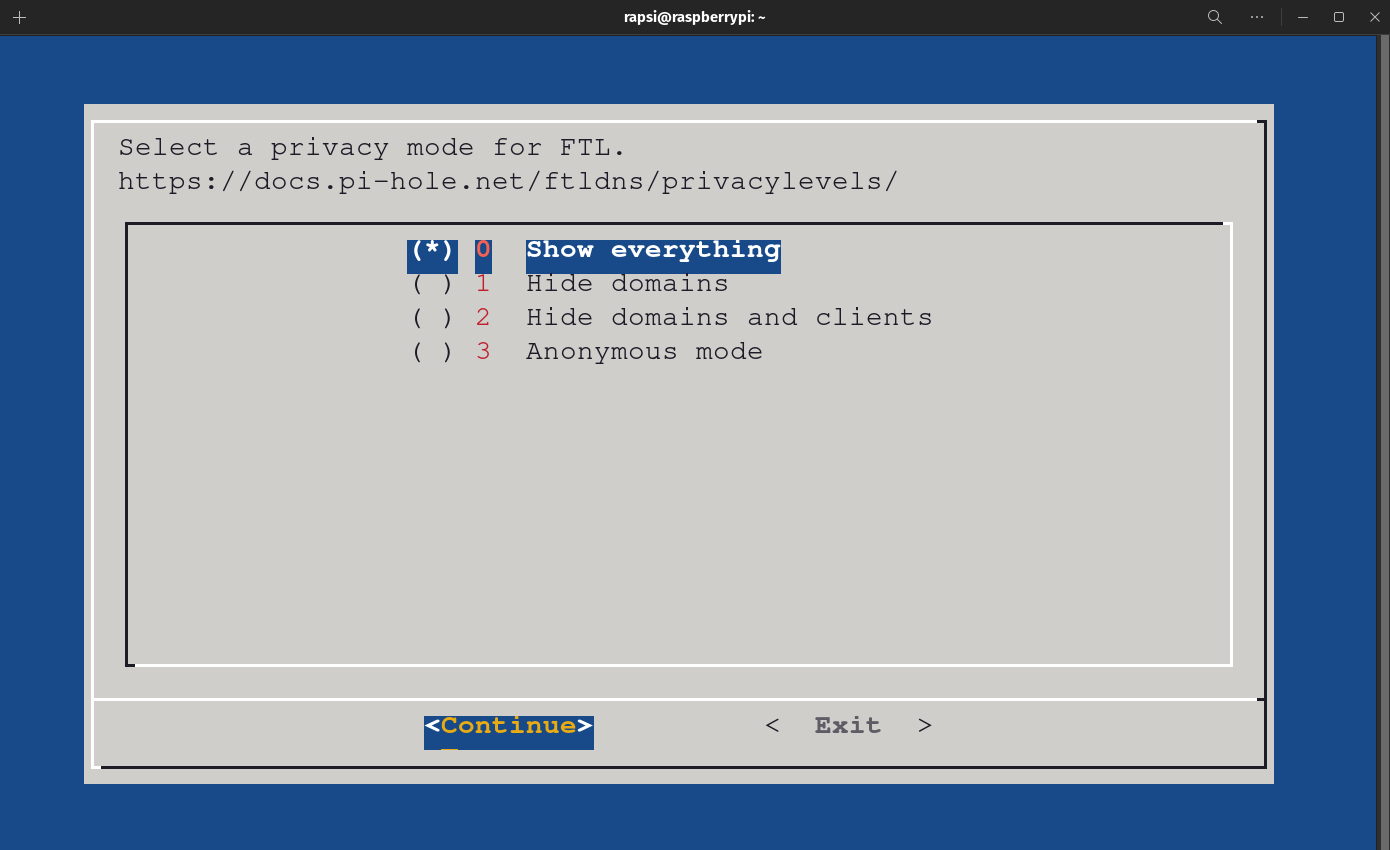 rapsi@raspberrypi: ~
Select a privacy mode for FTL.
https://docs.pi-hole.net/ftldns/privacylevels/
(*) 0 Show everything
( ) 1 Hide domains
( ) 2 Hide domains and clients
( ) 3 Anonymous mode
<Continue> < Exit >